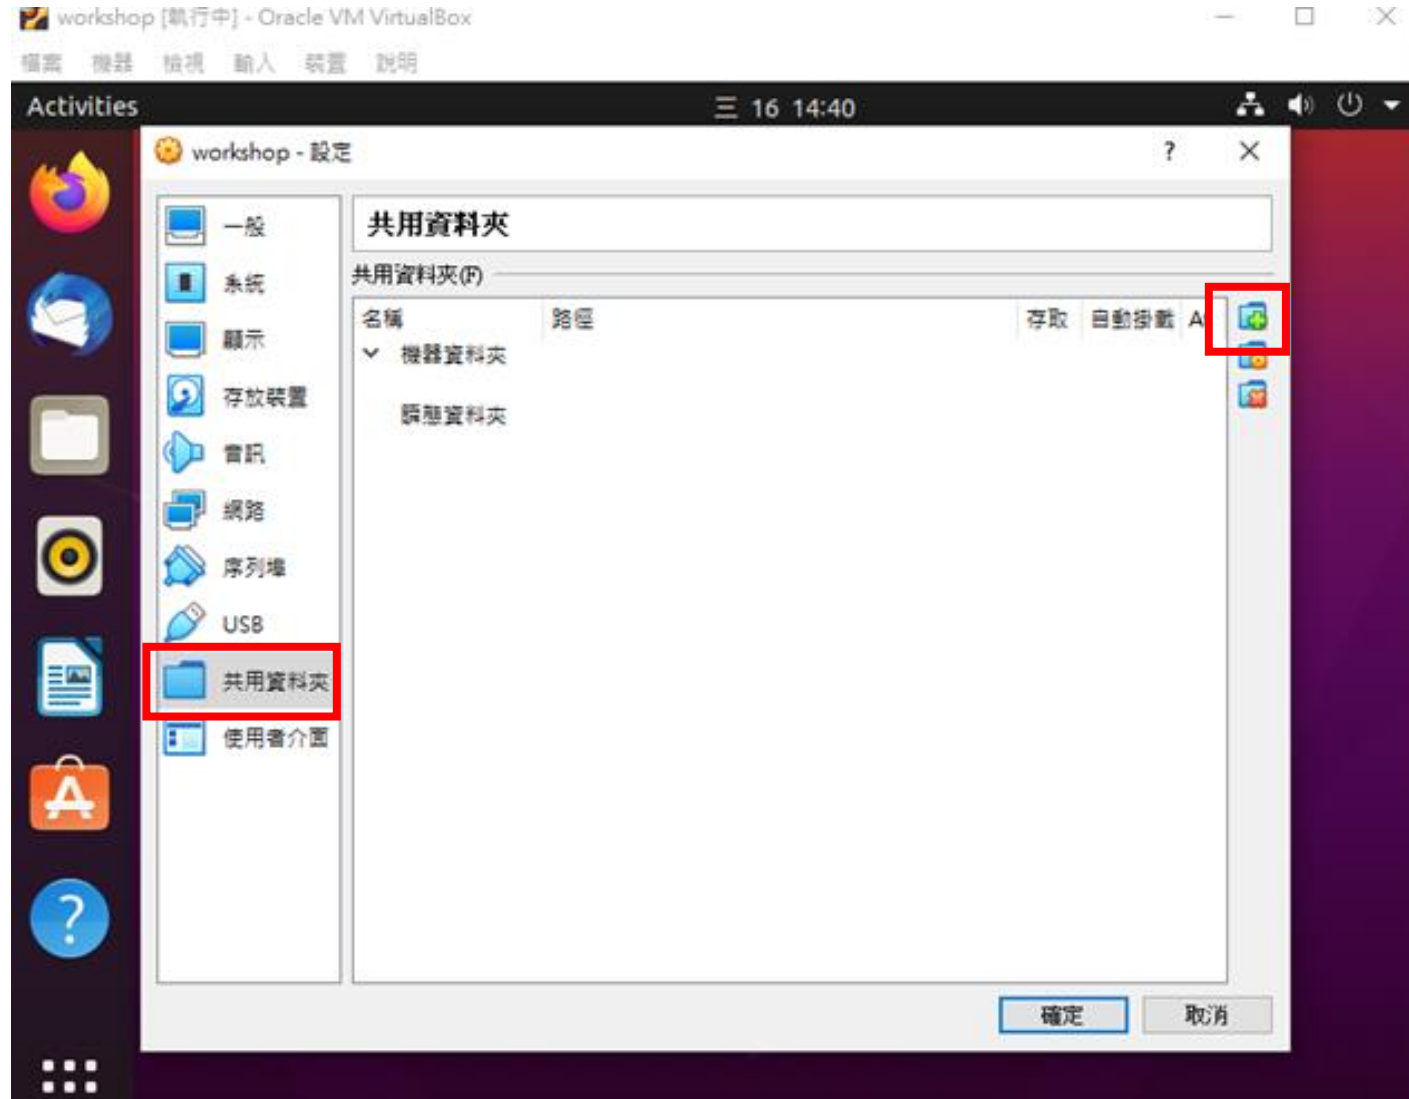 workshop [執行中] - Oracle VM VirtualBox
檔案 機器 檢視 輸入 裝置 說明
Activities
三 16 14:40
workshop - 設定
?
一般
系統
顯示
存放裝置
音訊
網路
序列埠
USB
共用資料夾
使用者介面
共用資料夾
共用資料夾(F)
名稱 路徑 存取 自動掛載 A
機器資料夾
瞬態資料夾
確定 取消